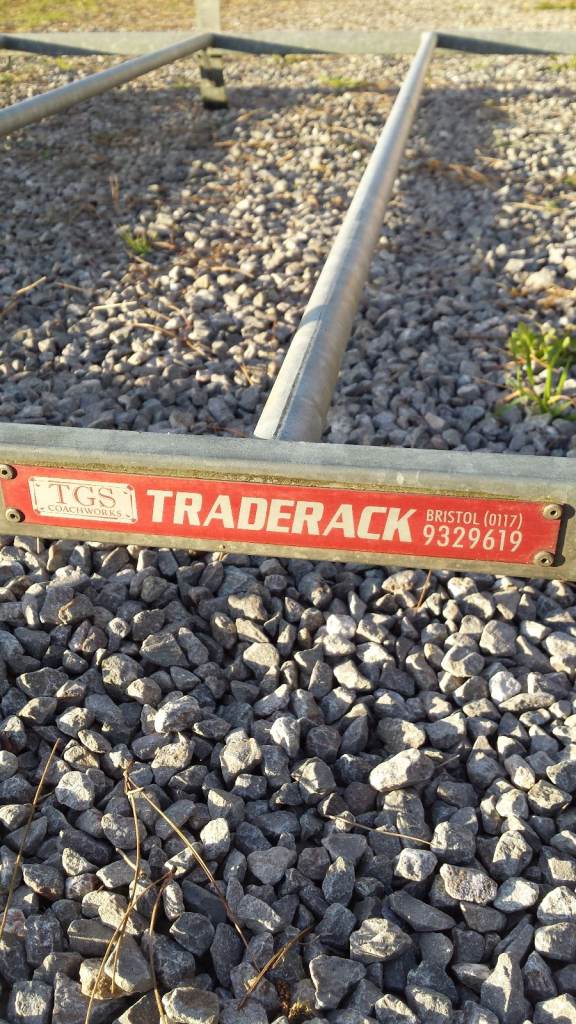 TGS
COACHWORKS
TRADERACK
BRISTOL (0117)
9329619